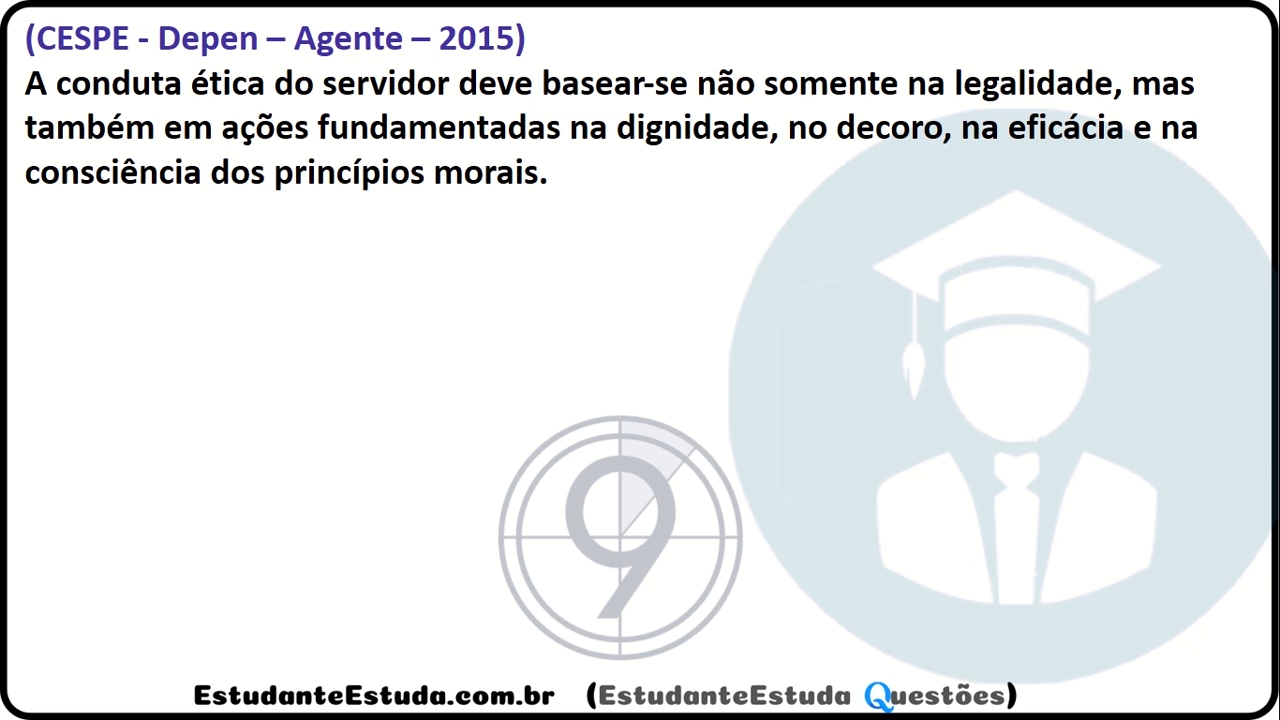 (CESPE - Depen – Agente – 2015)
A conduta ética do servidor deve basear-se não somente na legalidade, mas
também em ações fundamentadas na dignidade, no decoro, na eficácia e na
consciência dos princípios morais.
9
EstudanteEstuda.com.br (EstudanteEstuda Questões)